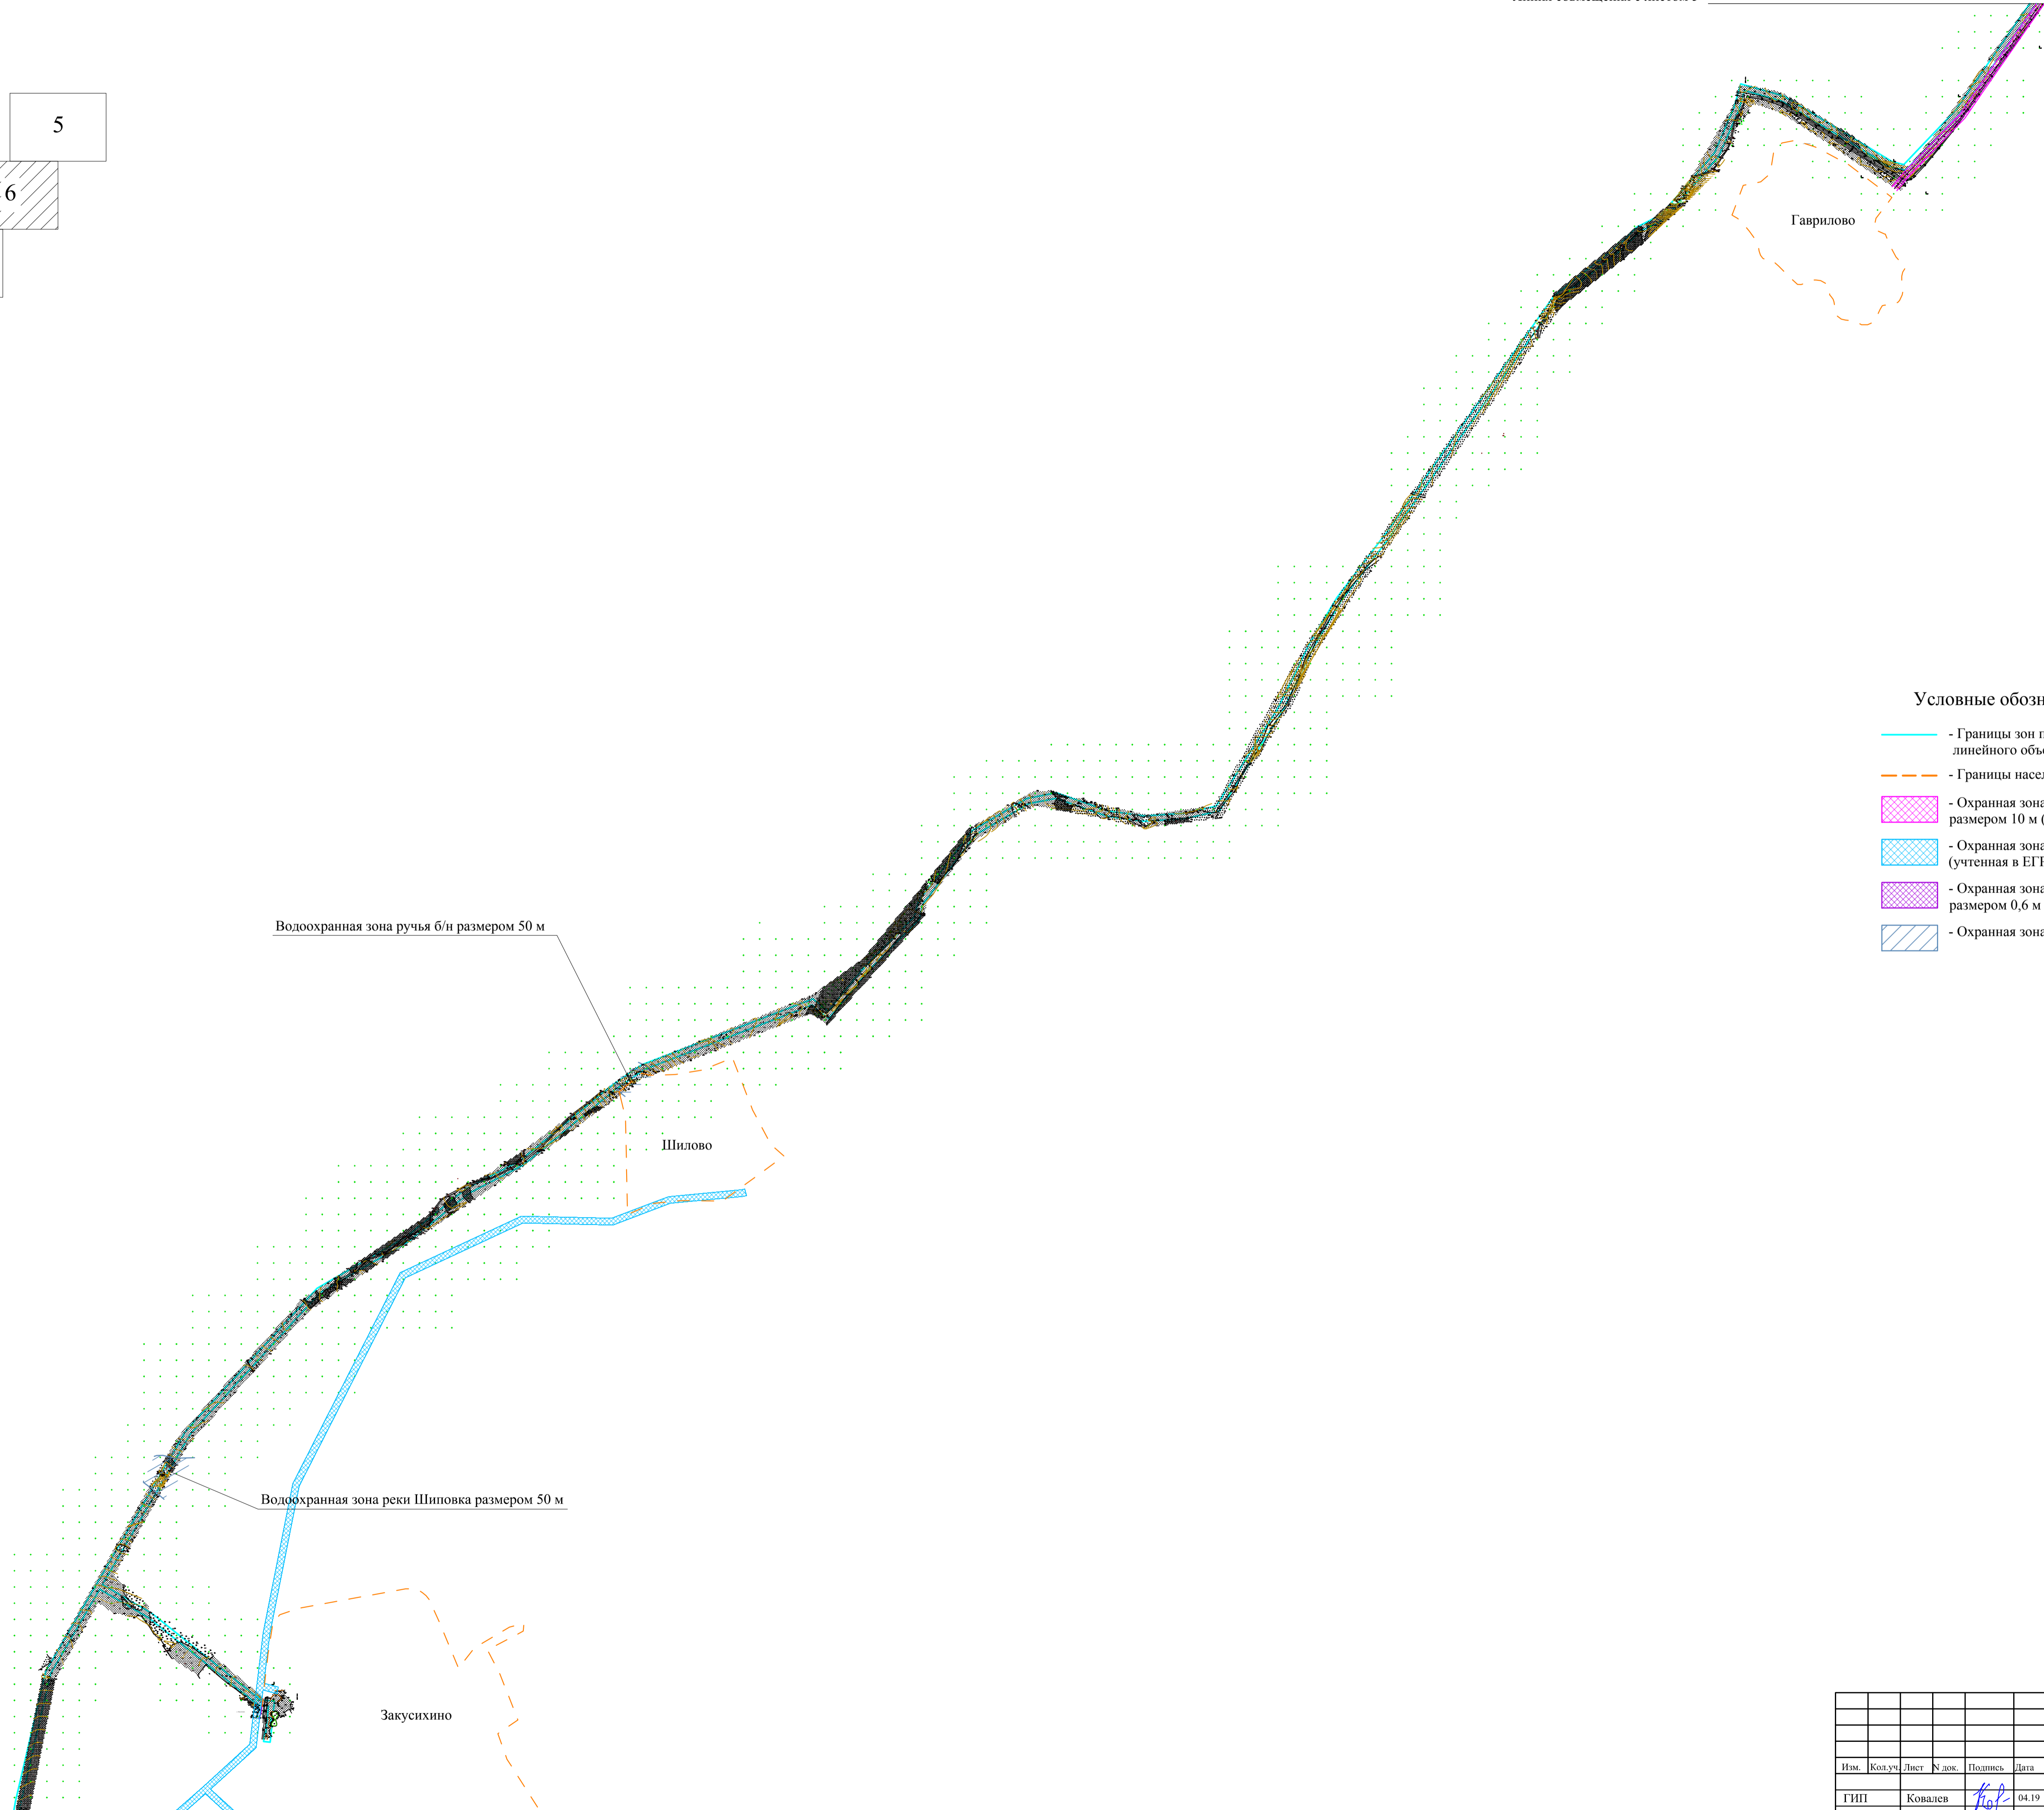 5
6
Гаврилово
Условные обозн
- Границы зон п
линейного объ
- Границы насел
- Охранная зона
размером 10 м (
- Охранная зона
(учтенная в ЕГР
- Охранная зона
размером 0,6 м
- Охранная зона
Водоохранная зона ручья б/н размером 50 м
Шилово
Водоохранная зона реки Шиповка размером 50 м
Закусихино
Изм. Кол.уч. Лист N док. Подпись Дата
ГИП Ковалев 04.19